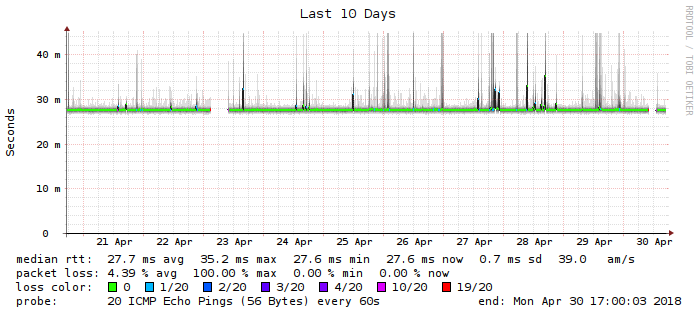 Last 10 Days
RRDTOOL / TOBI OETIKER
Seconds
40 m
30 m
20 m
10 m
0
21 Apr 22 Apr 23 Apr 24 Apr 25 Apr 26 Apr 27 Apr 28 Apr 29 Apr 30 Apr
median rtt: 27.7 ms avg 35.2 ms max 27.6 ms min 27.6 ms now 0.7 ms sd 39.0 am/s
packet loss: 4.39 % avg 100.00 % max 0.00 % min 0.00 % now
loss color: 0 1/20 2/20 3/20 4/20 10/20 19/20
probe: 20 ICMP Echo Pings (56 Bytes) every 60s end: Mon Apr 30 17:00:03 2018